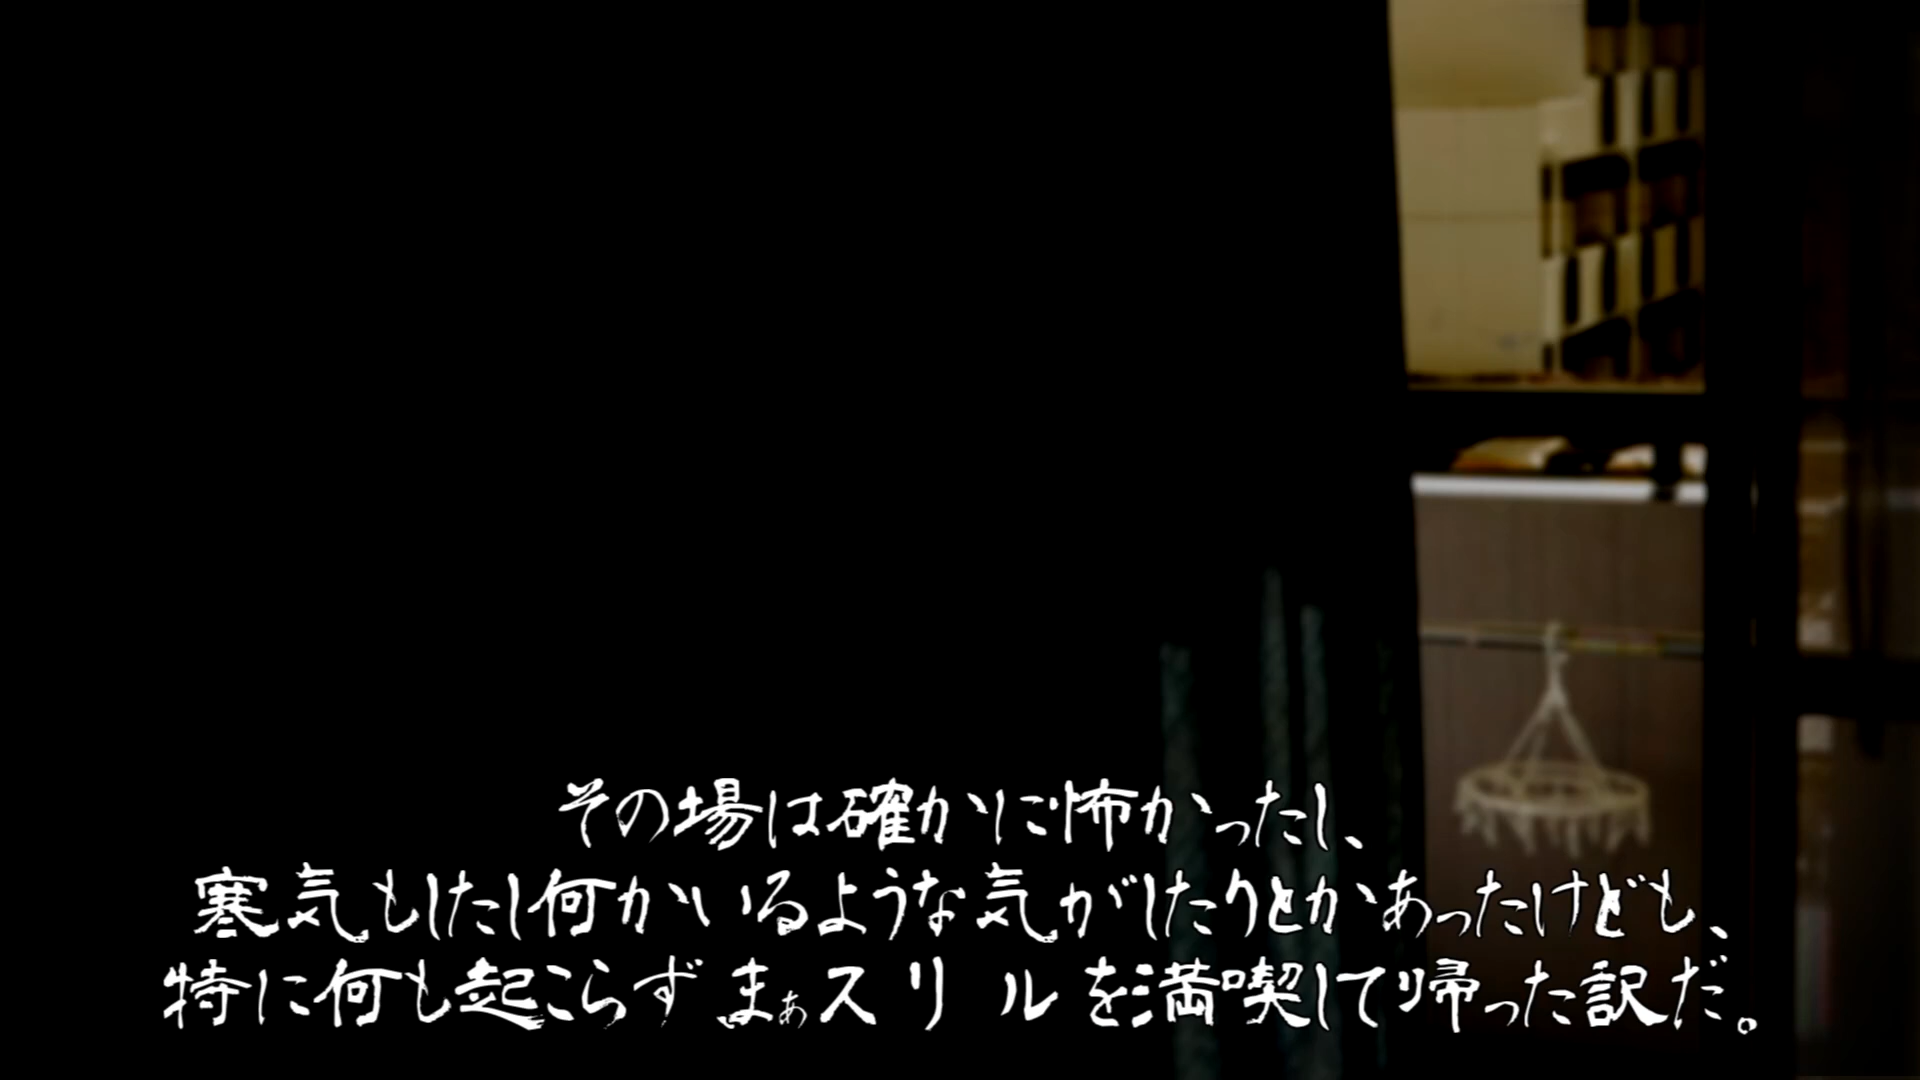 その場は確かに怖かったし、
寒気もしたし何かいるような気がしたりとかあったけども、
特に何も起こらずまぁスリルを満喫して帰った訳だ。